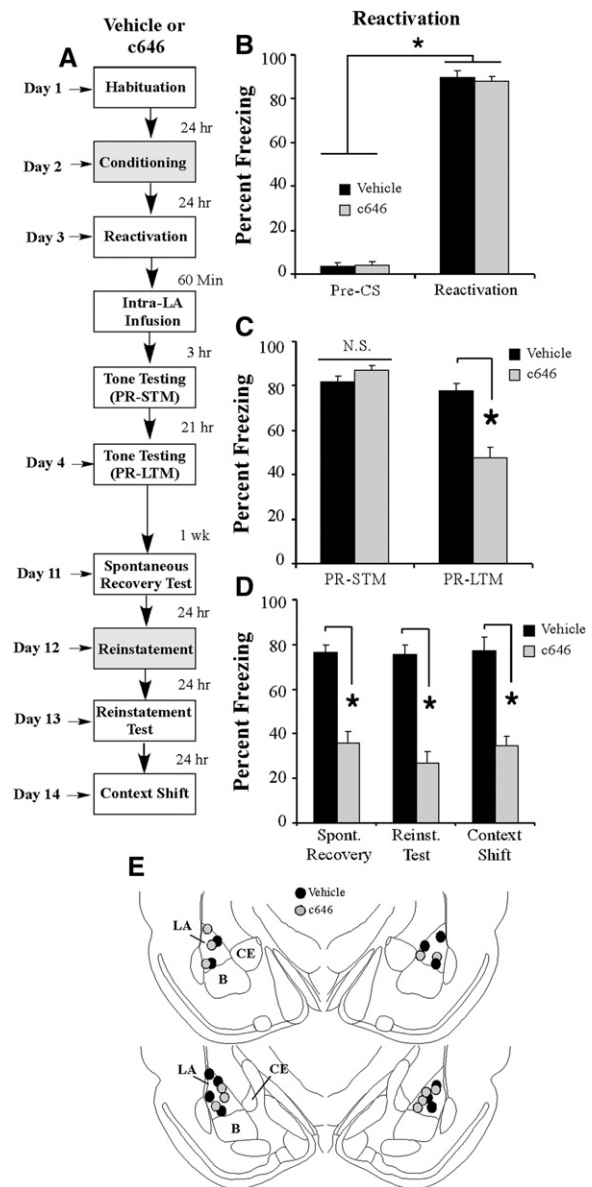 Vehicle or
c646
A
Day 1
Habituation
24 hr
Day 2
Conditioning
24 hr
Day 3
Reactivation
60 Min
Intra-LA
Infusion
3 hr
Tone Testing
(PR-STM)
21 hr
Day 4
Tone Testing
(PR-LTM)
1 wk
Day 11
Spontaneous
Recovery Test
24 hr
Day 12
Reinstatement
24 hr
Day 13
Reinstatement
Test
24 hr
Day 14
Context Shift
Reactivation
B
Percent Freezing
100
80
60
40
20
0
*
Vehicle
c646
Pre-CS
Reactivation
C
Percent Freezing
100
80
60
40
20
0
N.S.
Vehicle
c646
*
PR-STM
PR-LTM
D
Percent Freezing
100
80
60
40
20
0
Vehicle
c646
*
*
*
Spont.
Recovery
Reinst.
Test
Context
Shift
E
Vehicle
c646
LA
CE
B
LA
CE
B